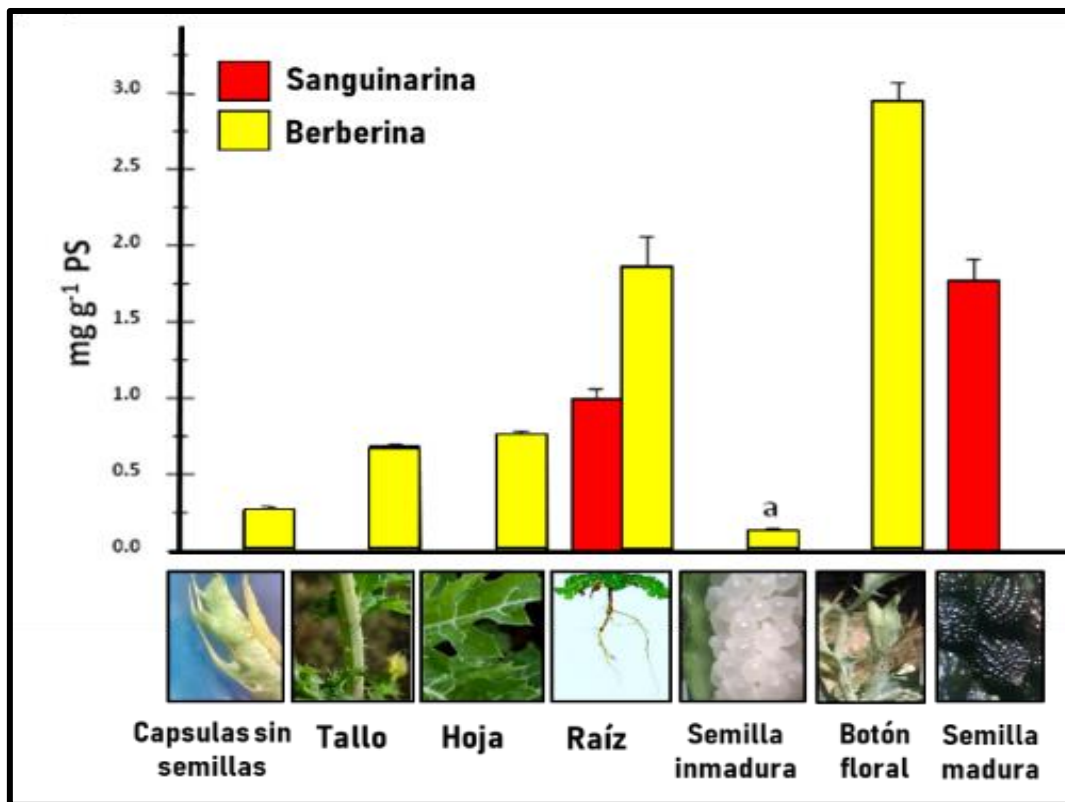 Sanguinarina
Berberina
mg g-1 PS
3.0
2.5
2.0
1.5
1.0
0.5
0.0
a
Capsulas sin
semillas
Tallo
Hoja
Raíz
Semilla
inmadura
Botón
floral
Semilla
madura